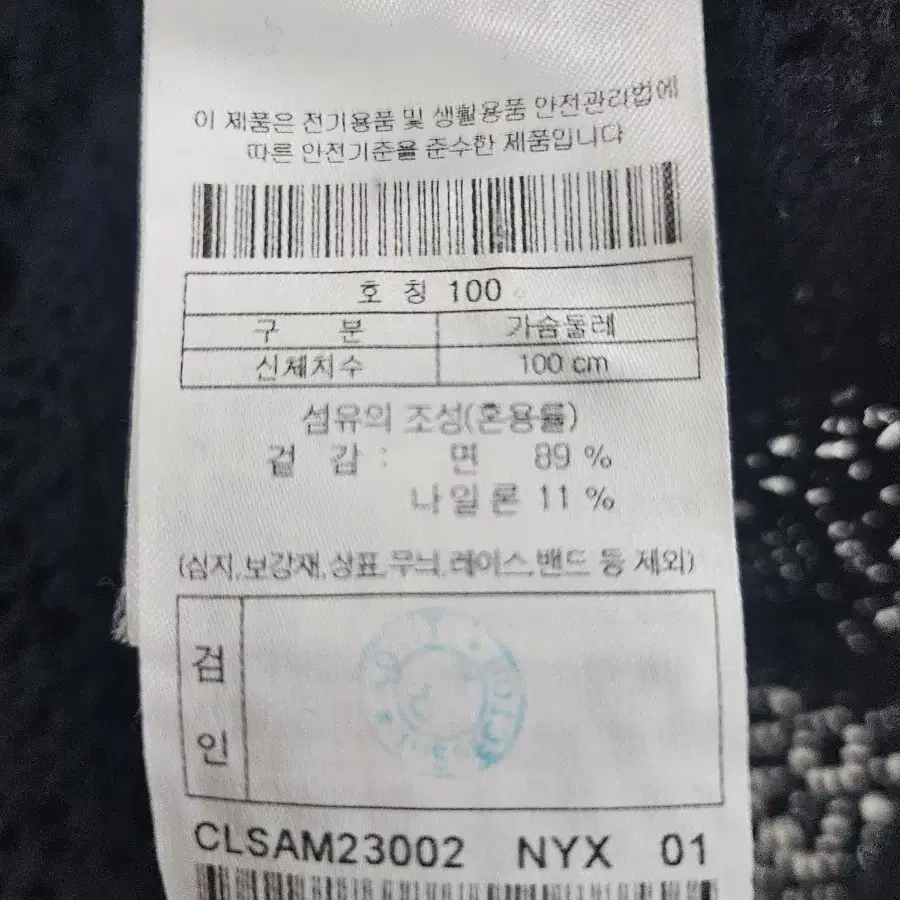 이 제품은 전기용품 및 생활용품 안전관리법에
따른 안전기준을 준수한 제품입니다
호 칭 100
구 분 가슴둘레
신체치수 100 cm
섬유의 조성(혼용률)
겉 감 : 면 89 %
나일론 11 %
(심지,보강재,상표,무늬,레이스,밴드 등 제외)
검
인
CLSAM23002 NYX 01